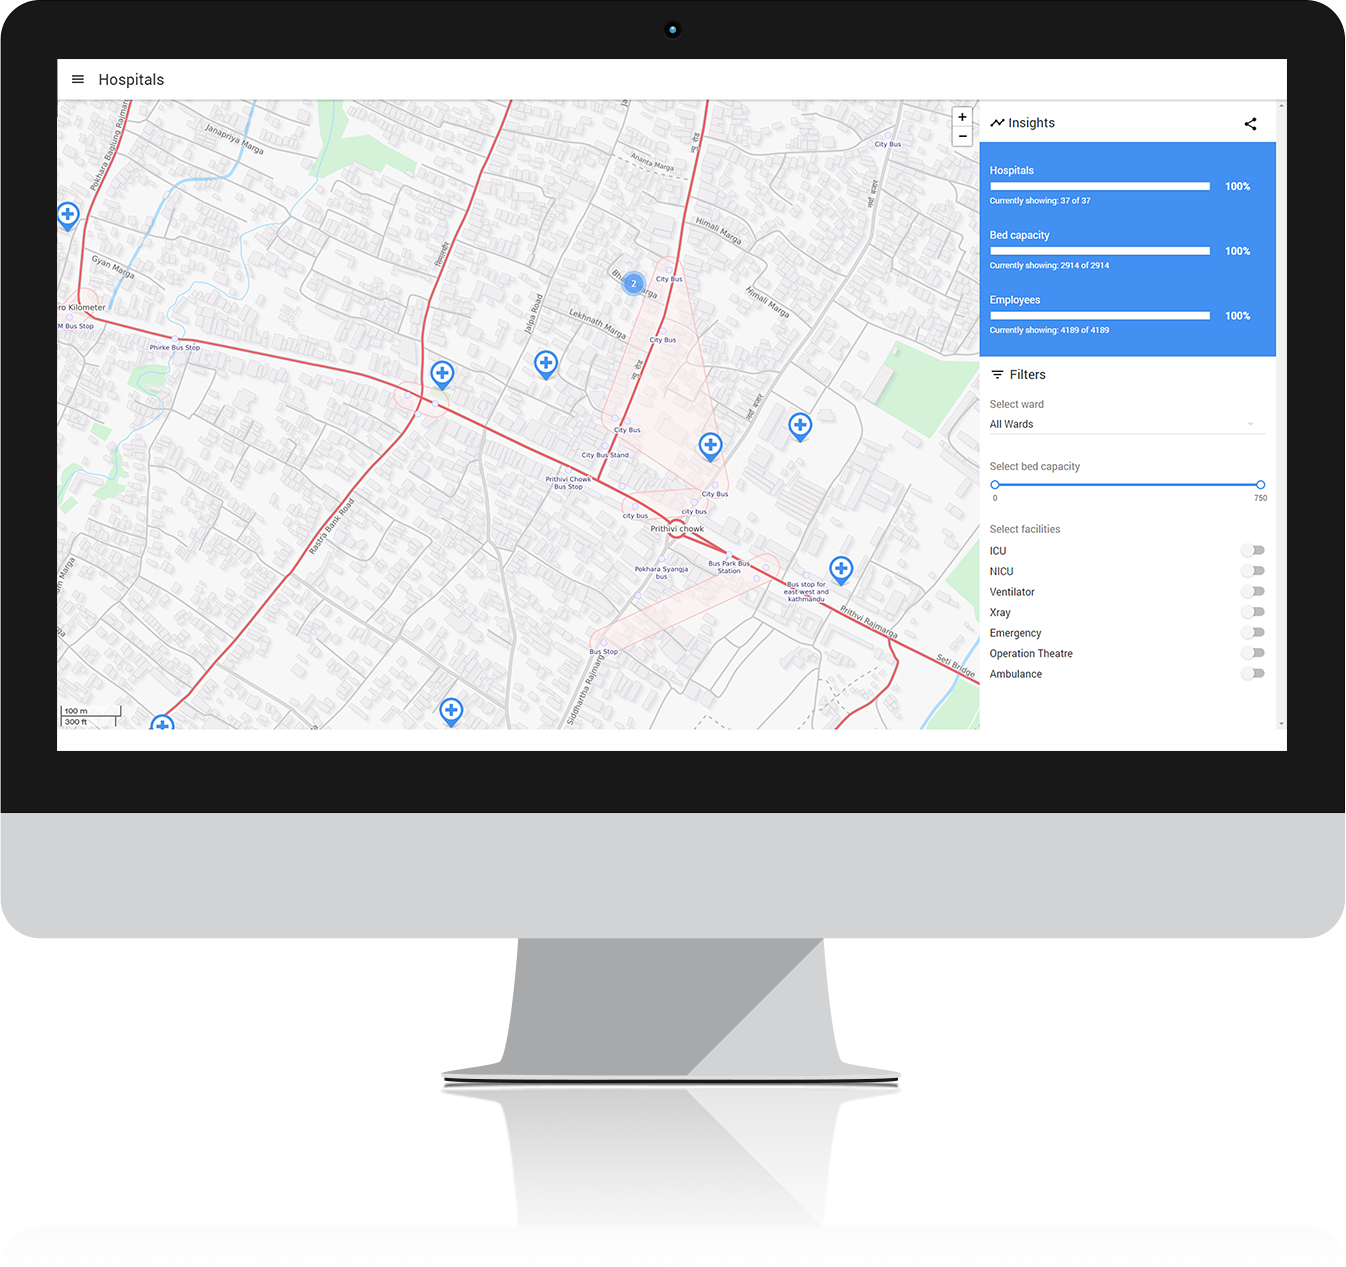 Hospitals
Pokhara Baglung Rajmar
Janapriya Marga
Ananta Marga
City Bus
Himali Marga
Gyan Marga
City Bus
2
Himali Marga
ro Kilometer
M Bus Stop
Phirke Bus Stop
Jalpa Road
Lekhnath Marga
City Bus
City Bus
City Bus Stand
Prithivi Chowk
Bus Stop
City Bus
city bus
city bus
Prithivi chowk
Rastra Bank Road
Pokhara Syangja
bus
Bus Park Bus
Station
Bus stop for
east west and
kathmandu
Prithvi Rajmarga
Bus Stop
Seti Bridge
Siddhartha Rajmarg
am Marga
100 m
300 ft
+
−
Insights
Hospitals
100%
Currently showing: 37 of 37
Bed capacity
100%
Currently showing: 2914 of 2914
Employees
100%
Currently showing: 4189 of 4189
Filters
Select ward
All Wards
Select bed capacity
0
750
Select facilities
ICU
NICU
Ventilator
Xray
Emergency
Operation Theatre
Ambulance